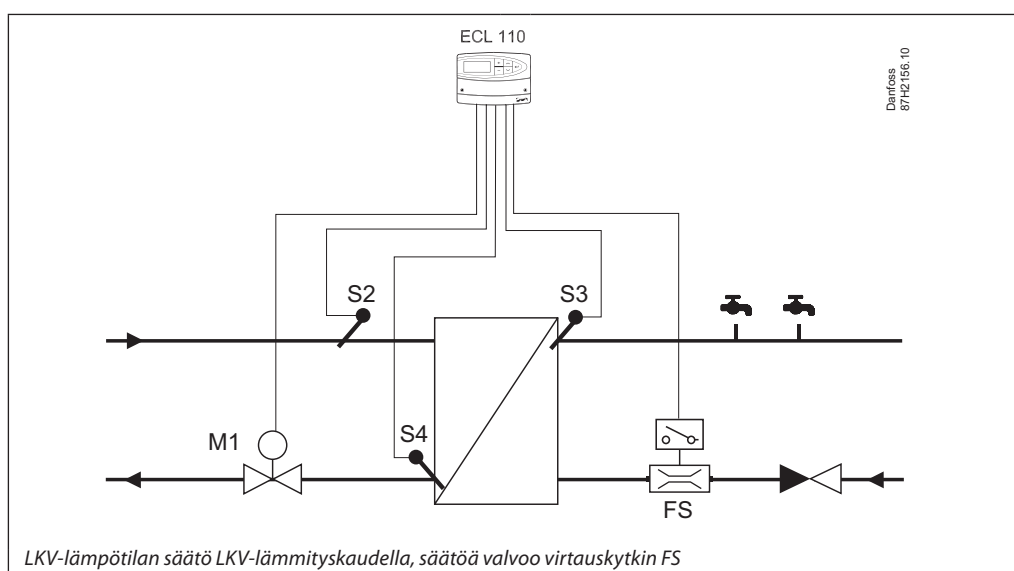 ECL 110
Danfoss
87H2156.10
S2
S3
M1
S4
FS
LKV-lämpötilan säätö LKV-lämmityskaudella, säätöä valvoo virtauskytkin FS